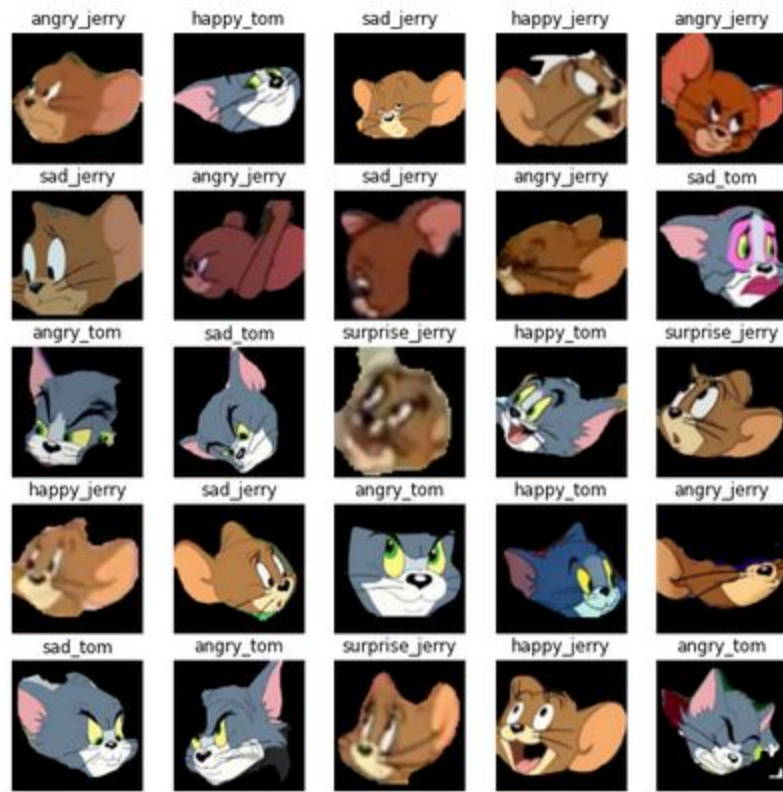 angry_jerry happy_tom sad_jerry happy_jerry angry_jerry
sad_jerry angry_jerry sad_jerry angry_jerry sad_tom
angry_tom sad_tom surprise_jerry happy_tom surprise_jerry
happy_jerry sad_jerry angry_tom happy_tom angry_jerry
sad_tom angry_tom surprise_jerry happy_jerry angry_tom